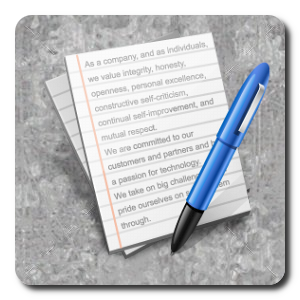 As a company, and as individuals,
we value integrity, honesty,
openness, personal excellence,
constructive self-criticism,
continual self-improvement, and
mutual respect.
We are committed to our
customers and partners and
a passion for technology.
We take on big
pride ourselves on
through.